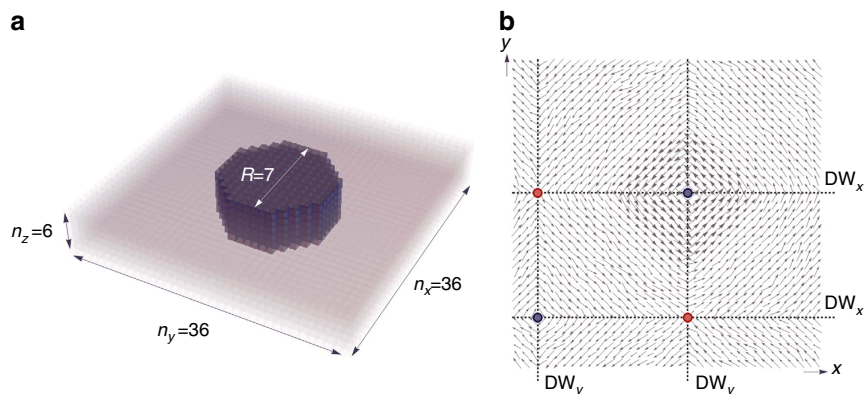 a
R=7
n_z=6
n_x=36
n_y=36
b
y
DW_x
DW_x
x
DW_y
DW_y